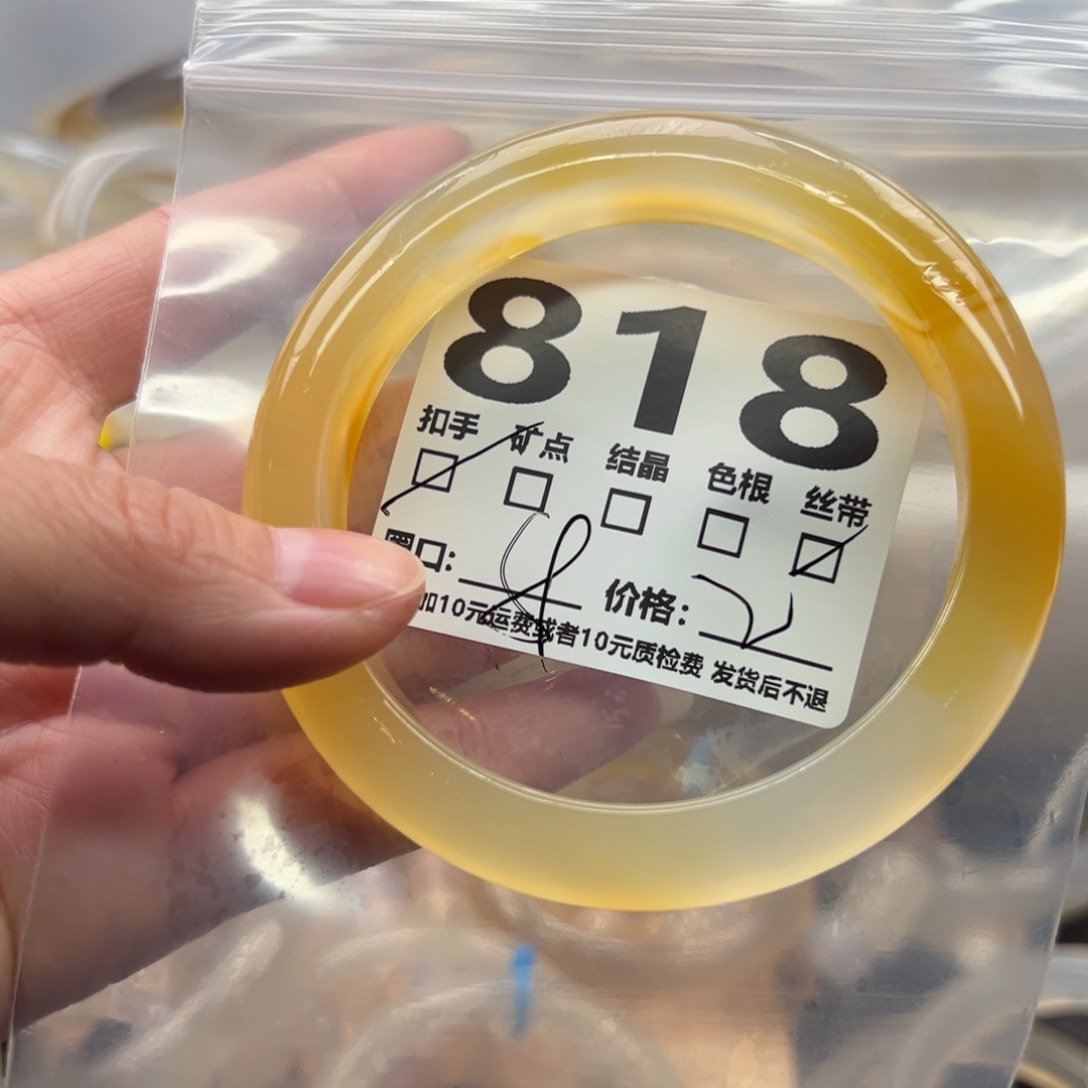 818
扣手 矿点 结晶 色根 丝带
圈口: 价格:
加10元运费或者10元质检费 发货后不退